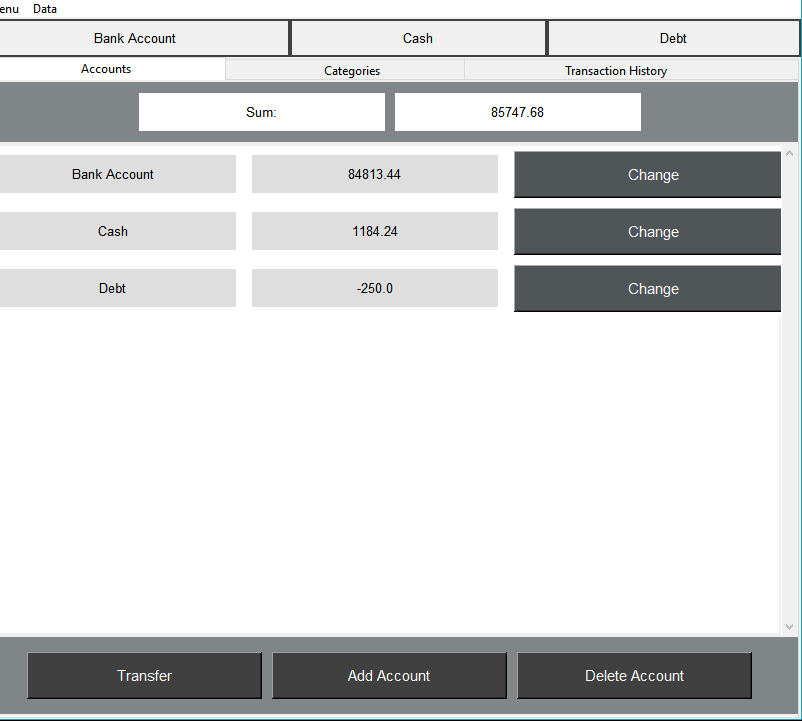 enu Data
Bank Account Cash Debt
Accounts Categories Transaction History
Sum: 85747.68
Bank Account 84813.44 Change
Cash 1184.24 Change
Debt -250.0 Change
Transfer Add Account Delete Account